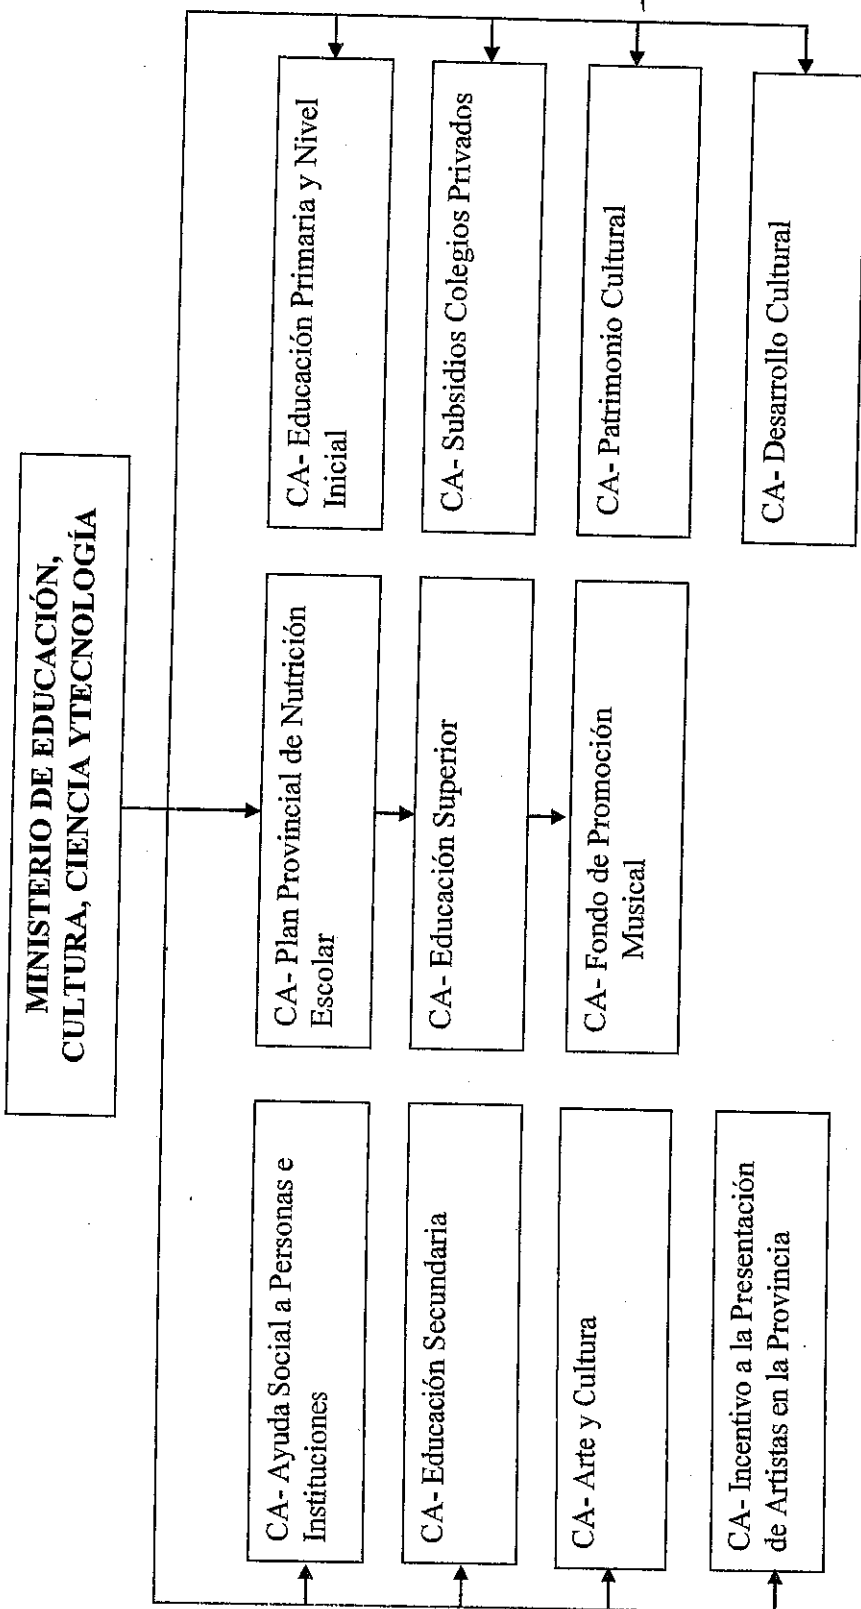 MINISTERIO DE EDUCACIÓN,
CULTURA, CIENCIA YTECNOLOGÍA
CA- Ayuda Social a Personas e
Instituciones
CA- Plan Provincial de Nutrición
Escolar
CA- Educación Primaria y Nivel
Inicial
CA- Educación Secundaria
CA- Educación Superior
CA- Subsidios Colegios Privados
CA- Arte y Cultura
CA- Fondo de Promoción
Musical
CA- Patrimonio Cultural
CA- Incentivo a la Presentación
de Artistas en la Provincia
CA- Desarrollo Cultural